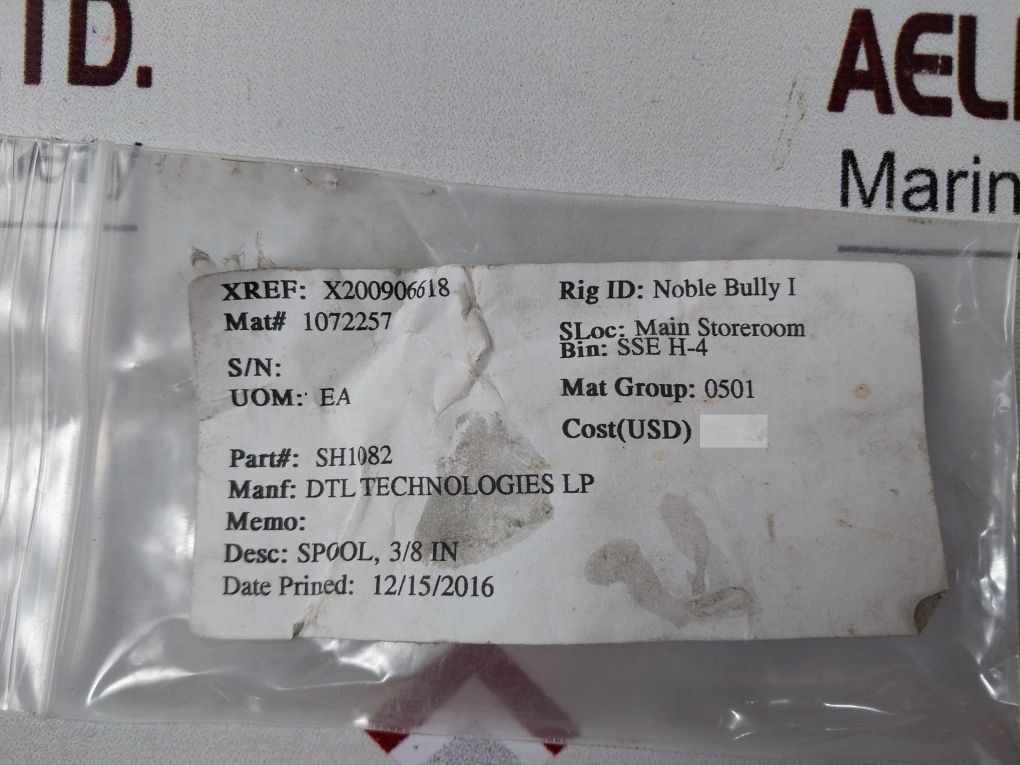 TD.
AEL
Marin
XREF: X200906618
Mat# 1072257
S/N:
UOM: EA
Part#: SH1082
Manf: DTL TECHNOLOGIES LP
Memo:
Desc: SPOOL, 3/8 IN
Date Prined: 12/15/2016
Rig ID: Noble Bully I
SLoc: Main Storeroom
Bin: SSE H-4
Mat Group: 0501
Cost(USD)